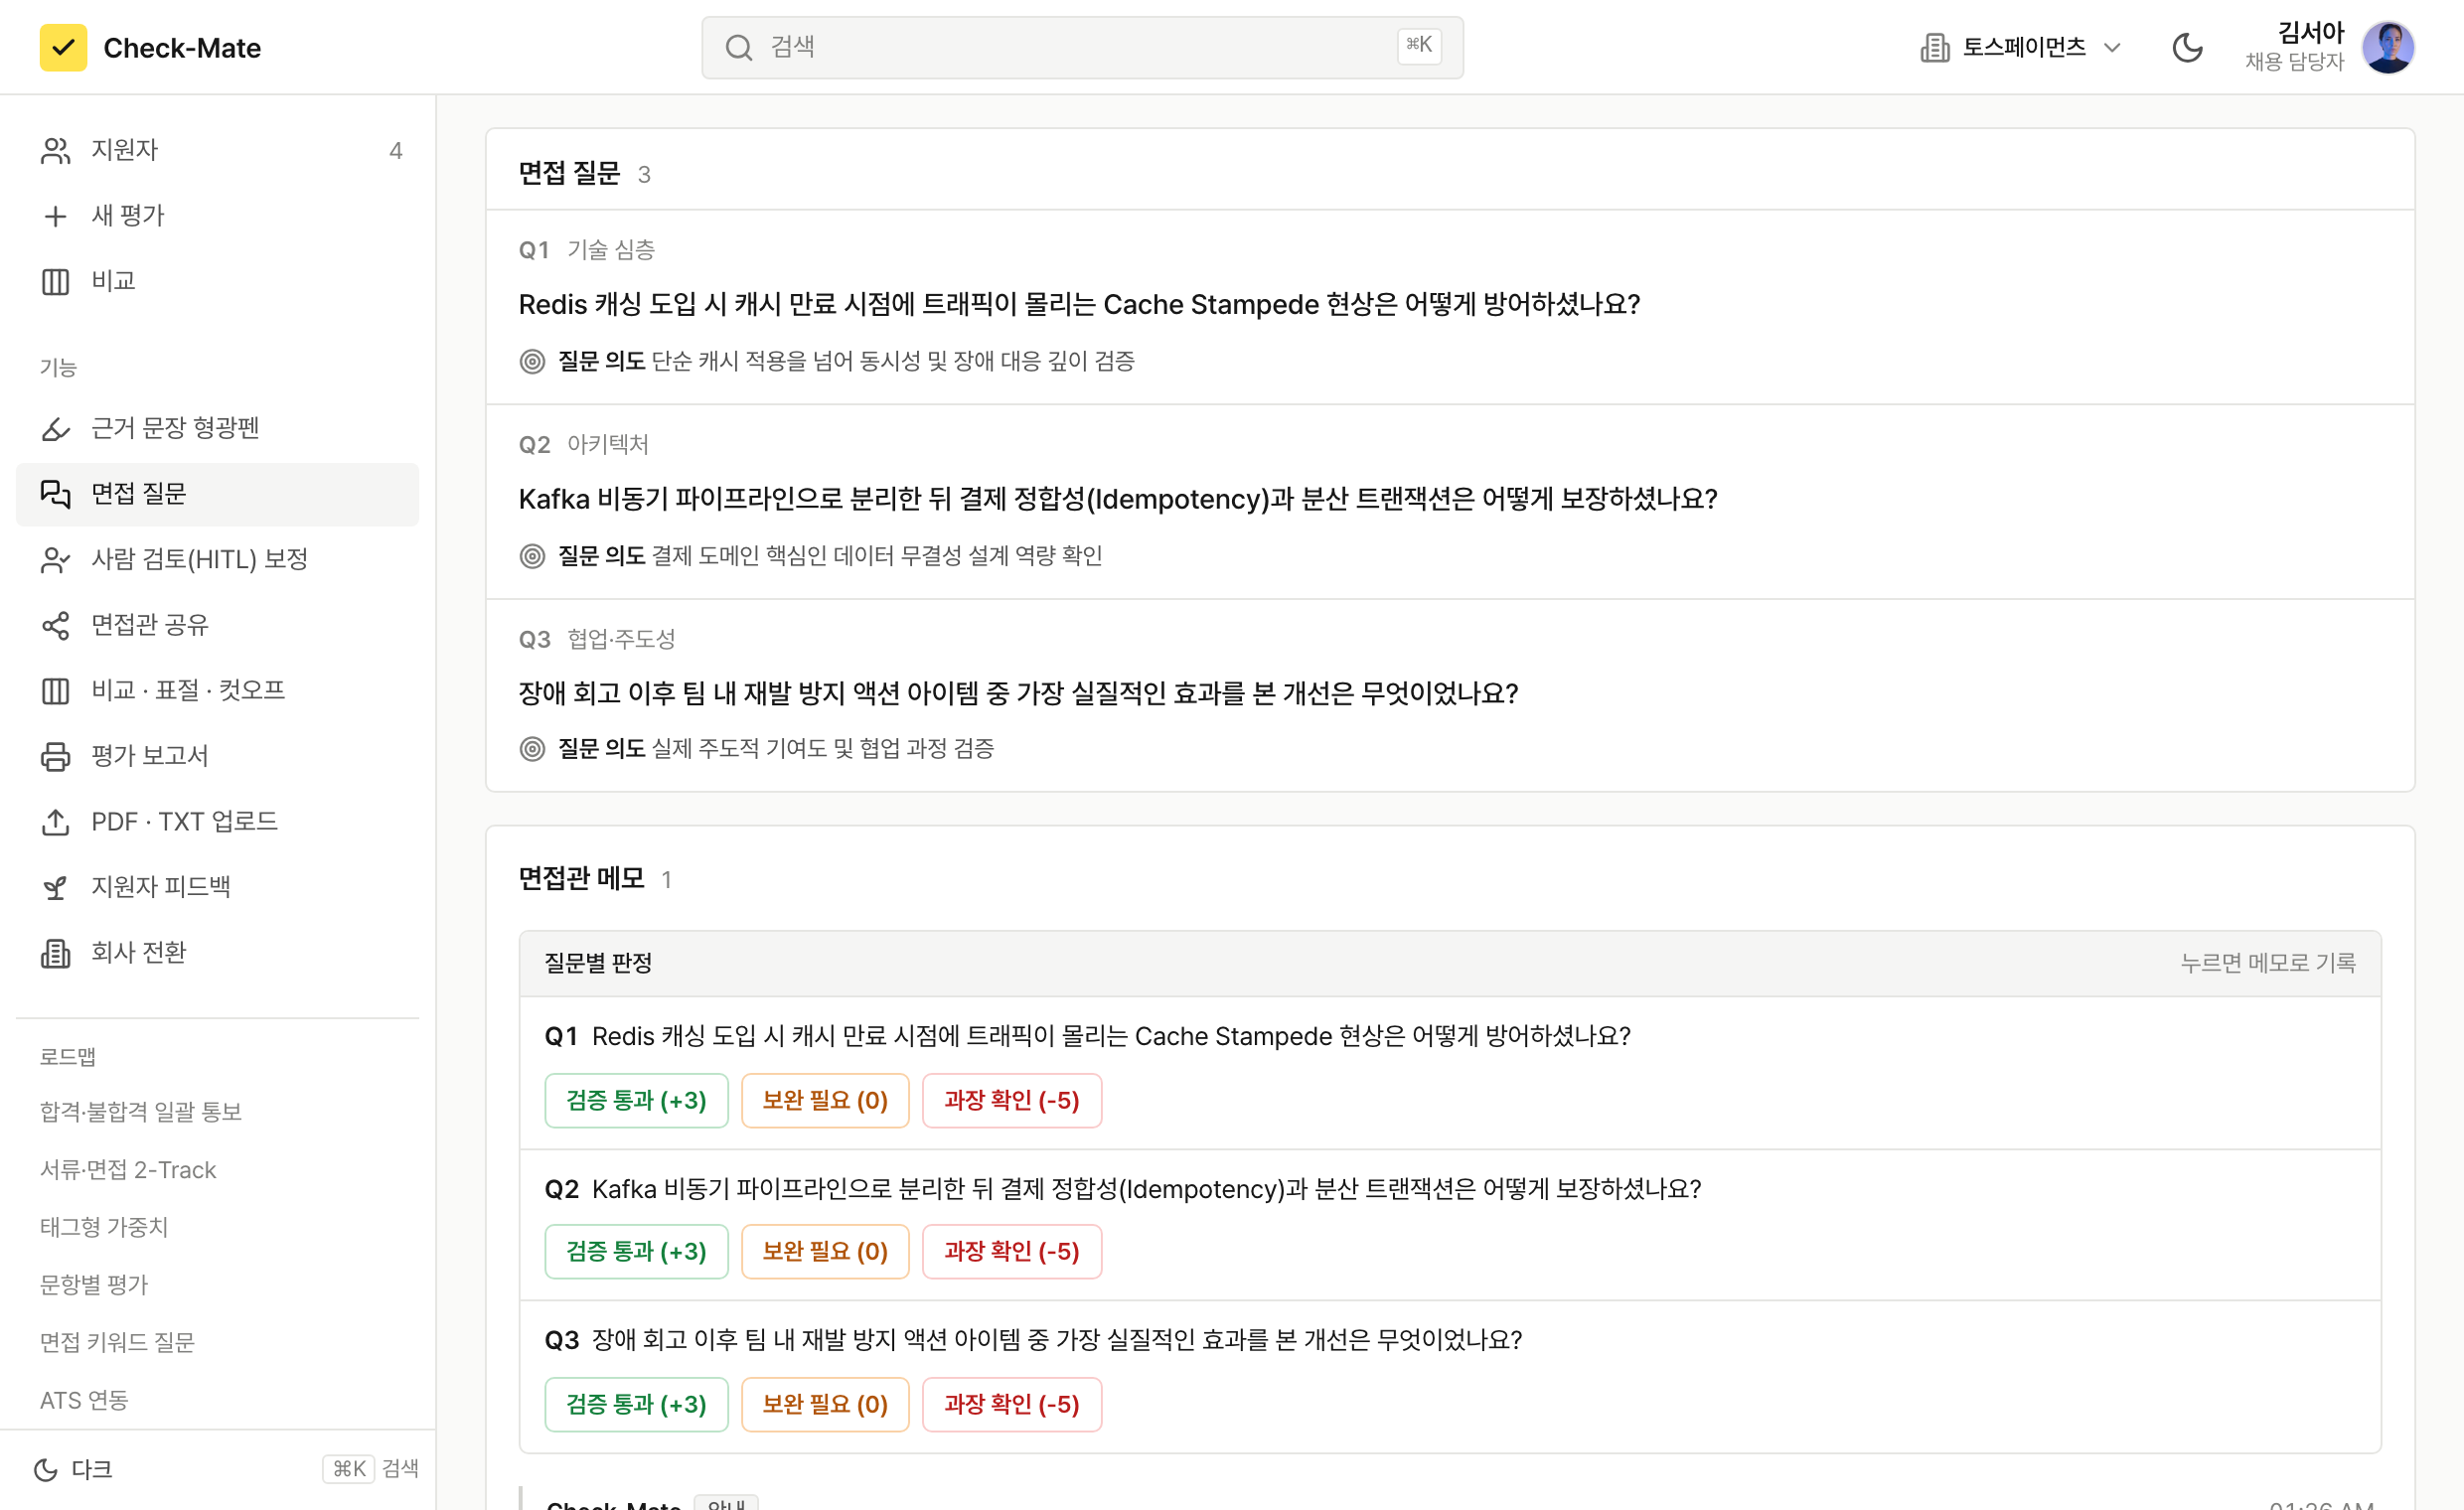 Check-Mate
검색
⌘K
토스페이먼츠
김서아
채용 담당자
지원자 4
새 평가
비교
기능
근거 문장 형광펜
면접 질문
사람 검토(HITL) 보정
면접관 공유
비교 · 표절 · 컷오프
평가 보고서
PDF · TXT 업로드
지원자 피드백
회사 전환
로드맵
합격·불합격 일괄 통보
서류·면접 2-Track
태그형 가중치
문항별 평가
면접 키워드 질문
ATS 연동
다크 ⌘K 검색
면접 질문 3
Q1 기술 심층
Redis 캐싱 도입 시 캐시 만료 시점에 트래픽이 몰리는 Cache Stampede 현상은 어떻게 방어하셨나요?
질문 의도 단순 캐시 적용을 넘어 동시성 및 장애 대응 깊이 검증
Q2 아키텍처
Kafka 비동기 파이프라인으로 분리한 뒤 결제 정합성(Idempotency)과 분산 트랜잭션은 어떻게 보장하셨나요?
질문 의도 결제 도메인 핵심인 데이터 무결성 설계 역량 확인
Q3 협업·주도성
장애 회고 이후 팀 내 재발 방지 액션 아이템 중 가장 실질적인 효과를 본 개선은 무엇이었나요?
질문 의도 실제 주도적 기여도 및 협업 과정 검증
면접관 메모 1
질문별 판정 누르면 메모로 기록
Q1 Redis 캐싱 도입 시 캐시 만료 시점에 트래픽이 몰리는 Cache Stampede 현상은 어떻게 방어하셨나요?
검증 통과 (+3) 보완 필요 (0) 과장 확인 (-5)
Q2 Kafka 비동기 파이프라인으로 분리한 뒤 결제 정합성(Idempotency)과 분산 트랜잭션은 어떻게 보장하셨나요?
검증 통과 (+3) 보완 필요 (0) 과장 확인 (-5)
Q3 장애 회고 이후 팀 내 재발 방지 액션 아이템 중 가장 실질적인 효과를 본 개선은 무엇이었나요?
검증 통과 (+3) 보완 필요 (0) 과장 확인 (-5)
Check-Mate 안내 01:26 AM